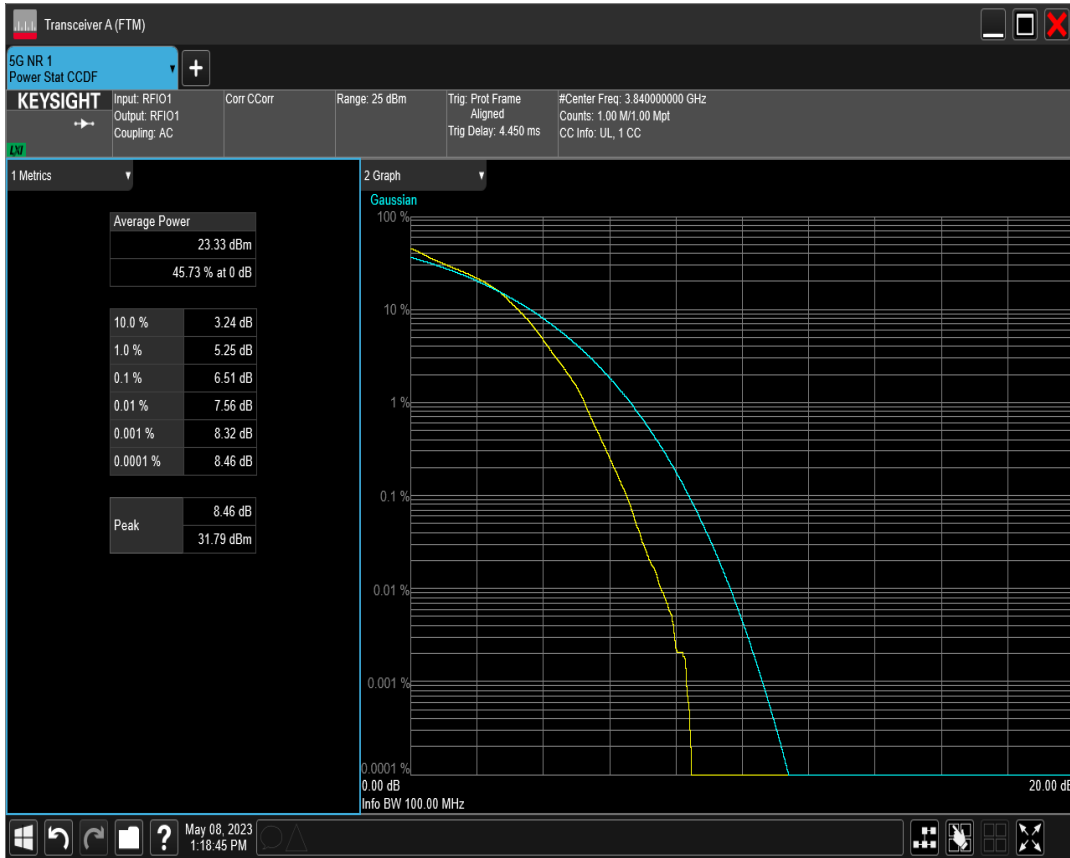 Transceiver A (FTM)
5G NR 1
Power Stat CCDF
+
KEYSIGHT
LXI
Input: RFIO1
Output: RFIO1
Coupling: AC
Corr CCorr
Range: 25 dBm
Trig: Prot Frame
Aligned
Trig Delay: 4.450 ms
#Center Freq: 3.840000000 GHz
Counts: 1.00 M/1.00 Mpt
CC Info: UL, 1 CC
1 Metrics
Average Power
23.33 dBm
45.73 % at 0 dB
10.0 % 3.24 dB
1.0 % 5.25 dB
0.1 % 6.51 dB
0.01 % 7.56 dB
0.001 % 8.32 dB
0.0001 % 8.46 dB
Peak 8.46 dB
31.79 dBm
2 Graph
Gaussian
100 %
10 %
1 %
0.1 %
0.01 %
0.001 %
0.0001 %
0.00 dB 20.00 dB
Info BW 100.00 MHz
?
May 08, 2023
1:18:45 PM